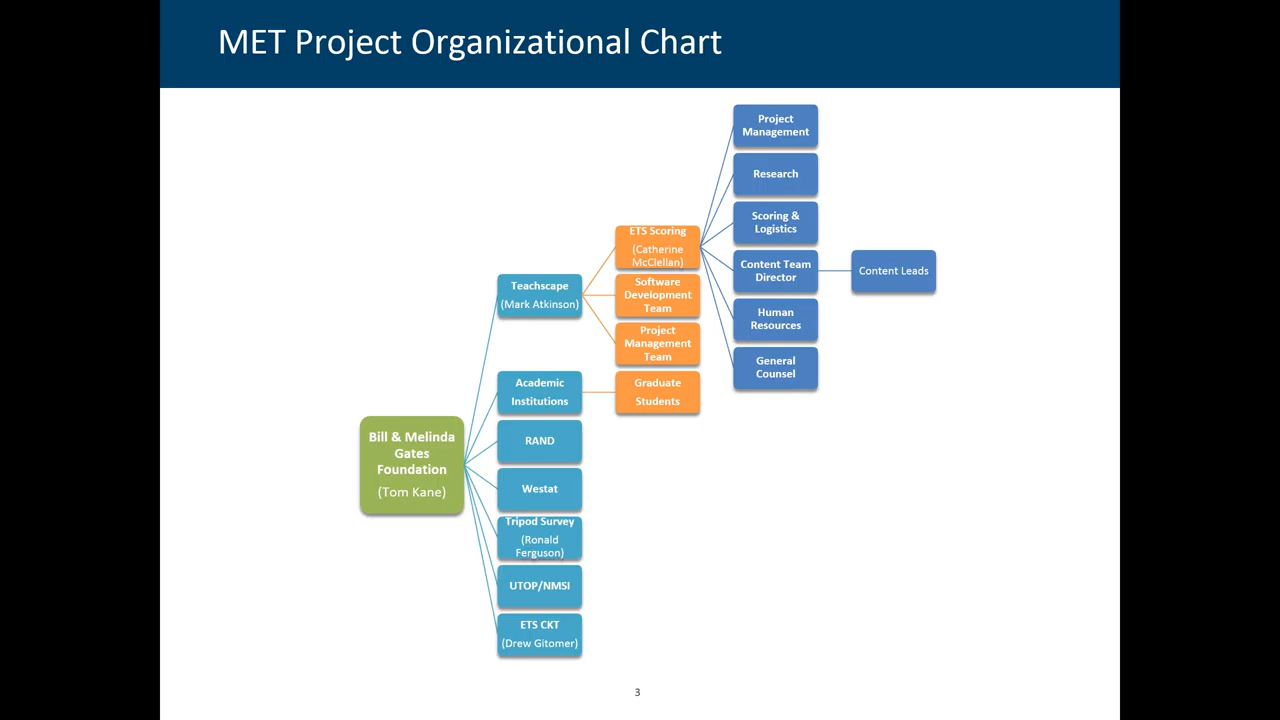 MET Project Organizational Chart
Project
Management
Research
Scoring &
Logistics
ETS Scoring
(Catherine
McClellan)
Content Team
Director
Content Leads
Teachscape
(Mark Atkinson)
Software
Development
Team
Human
Resources
Project
Management
Team
General
Counsel
Academic
Institutions
Graduate
Students
Bill & Melinda
Gates
Foundation
(Tom Kane)
RAND
Westat
Tripod Survey
(Ronald
Ferguson)
UTOP/NMSI
ETS CKT
(Drew Gitomer)
3